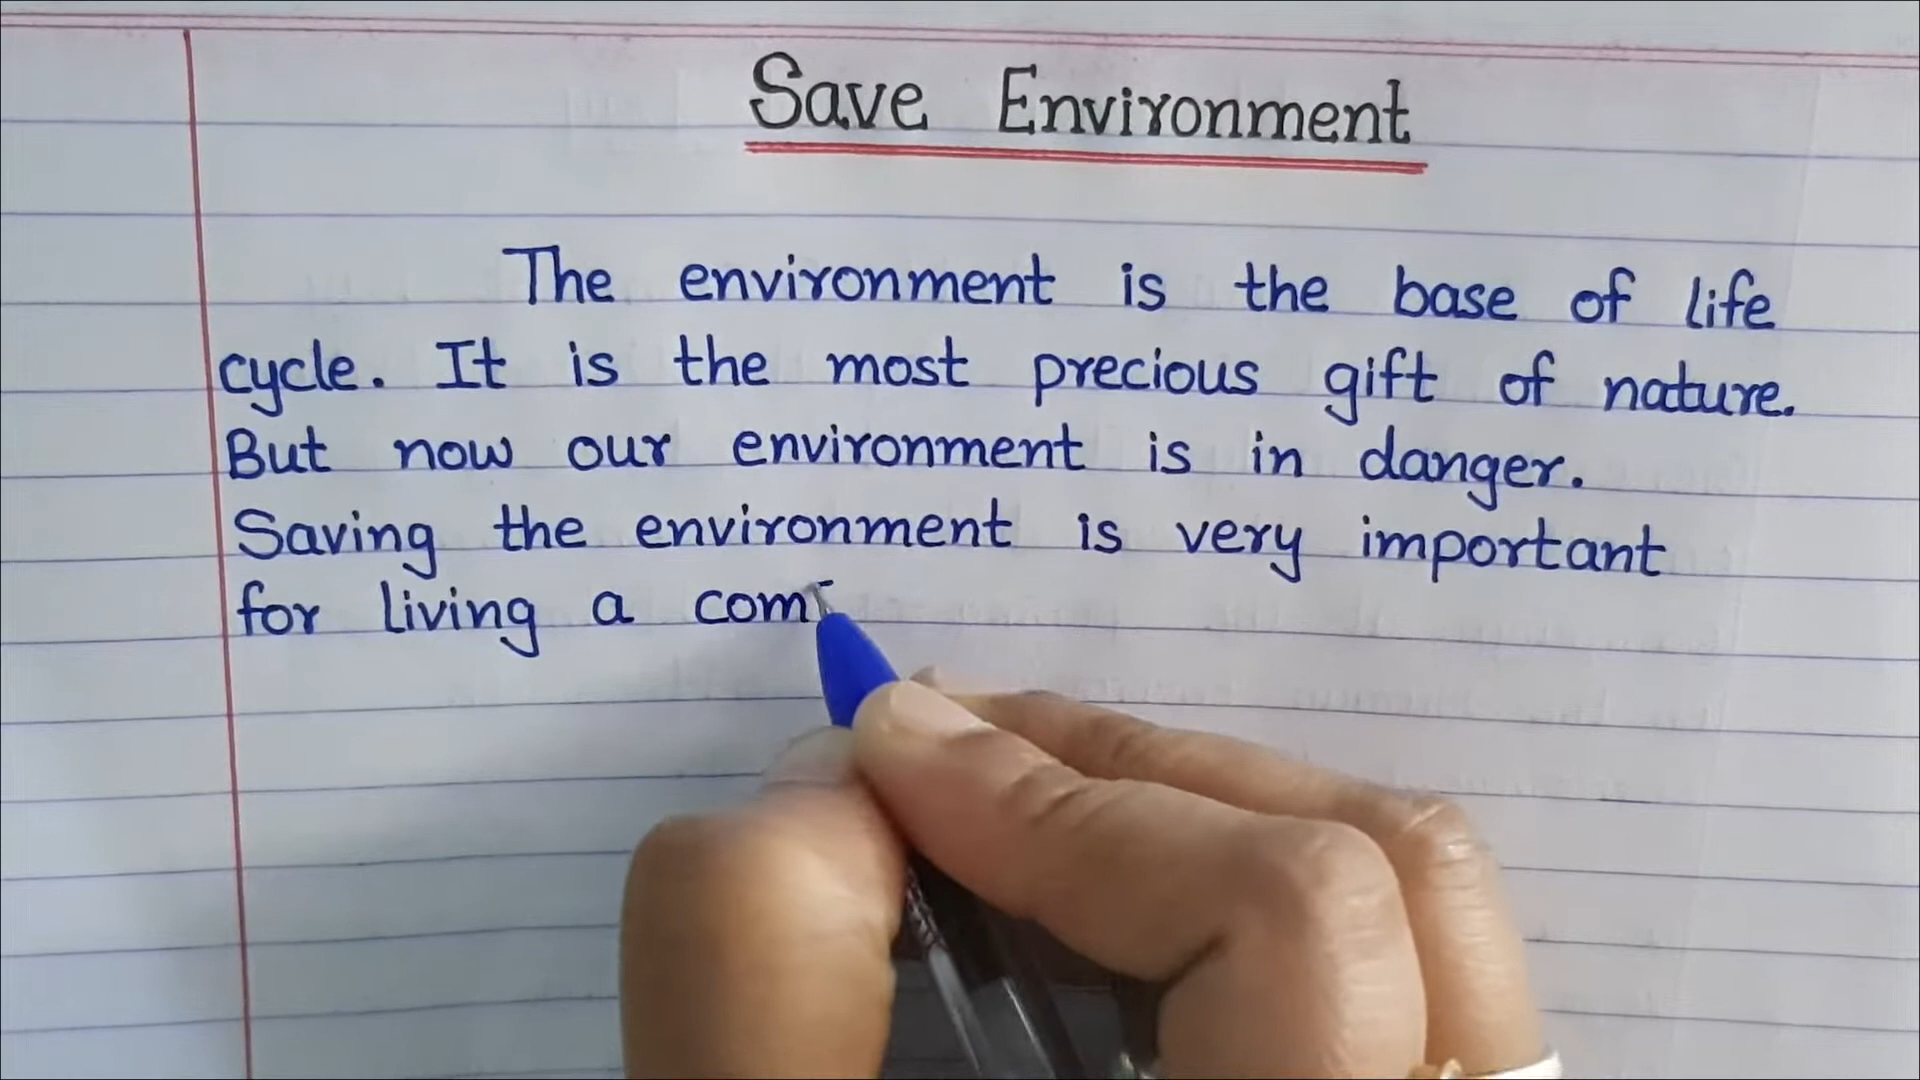 Save Environment
The environment is the base of life
cycle. It is the most precious gift of nature.
But now our environment is in danger.
Saving the environment is very important
for living a com